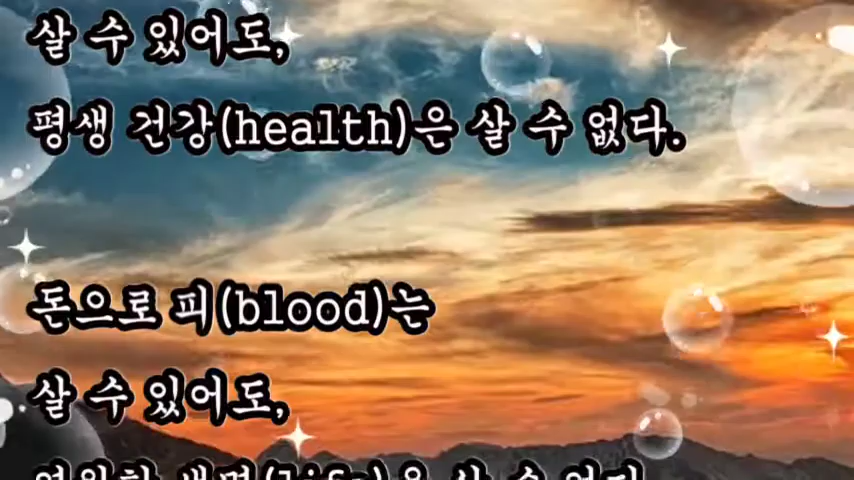 살 수 있어도,
평생 건강(health)은 살 수 없다.
돈으로 피(blood)는
살 수 있어도,